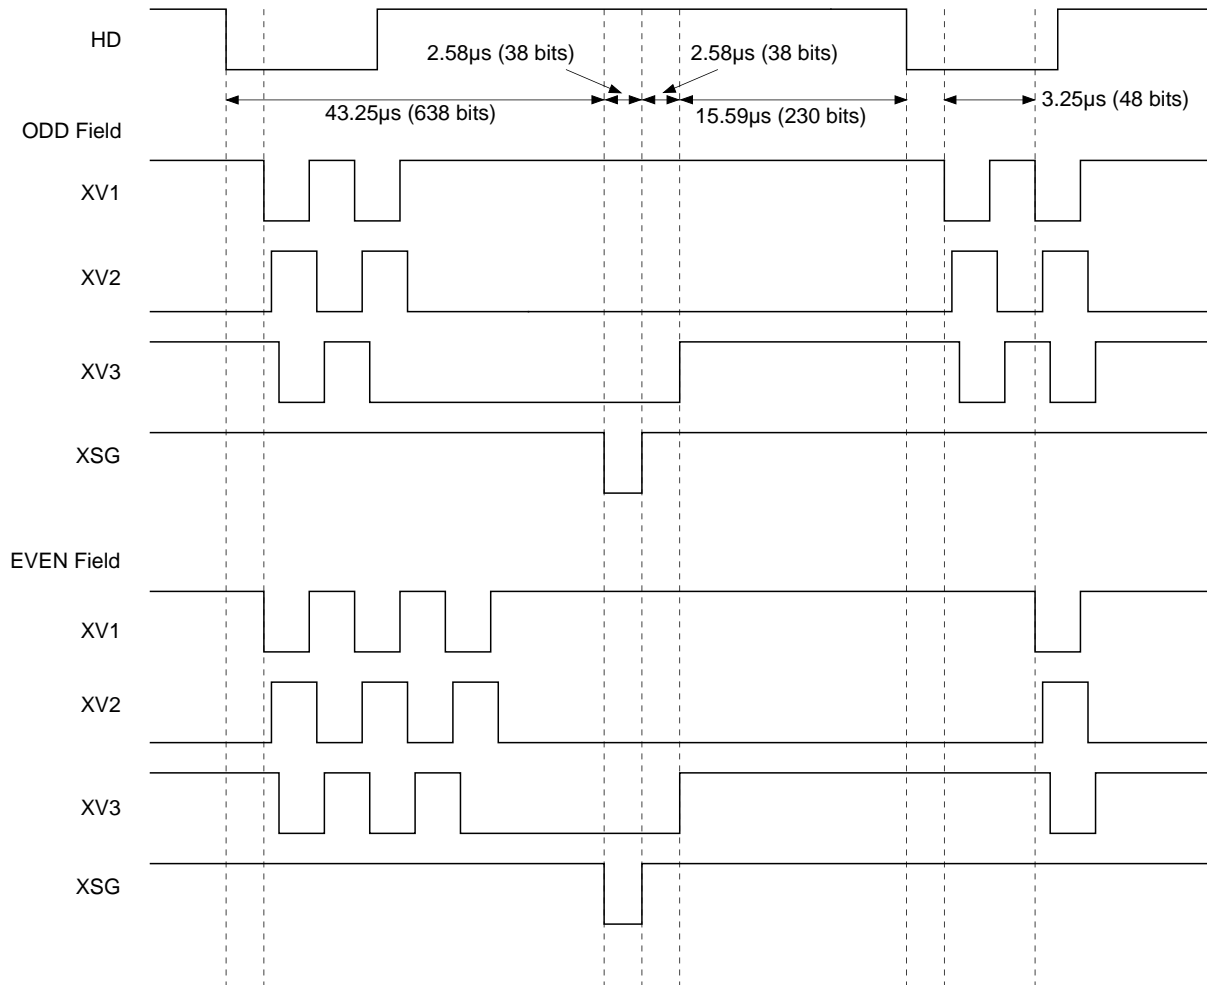 HD
2.58μs (38 bits)
2.58μs (38 bits)
43.25μs (638 bits)
15.59μs (230 bits)
3.25μs (48 bits)
ODD Field
XV1
XV2
XV3
XSG
EVEN Field
XV1
XV2
XV3
XSG